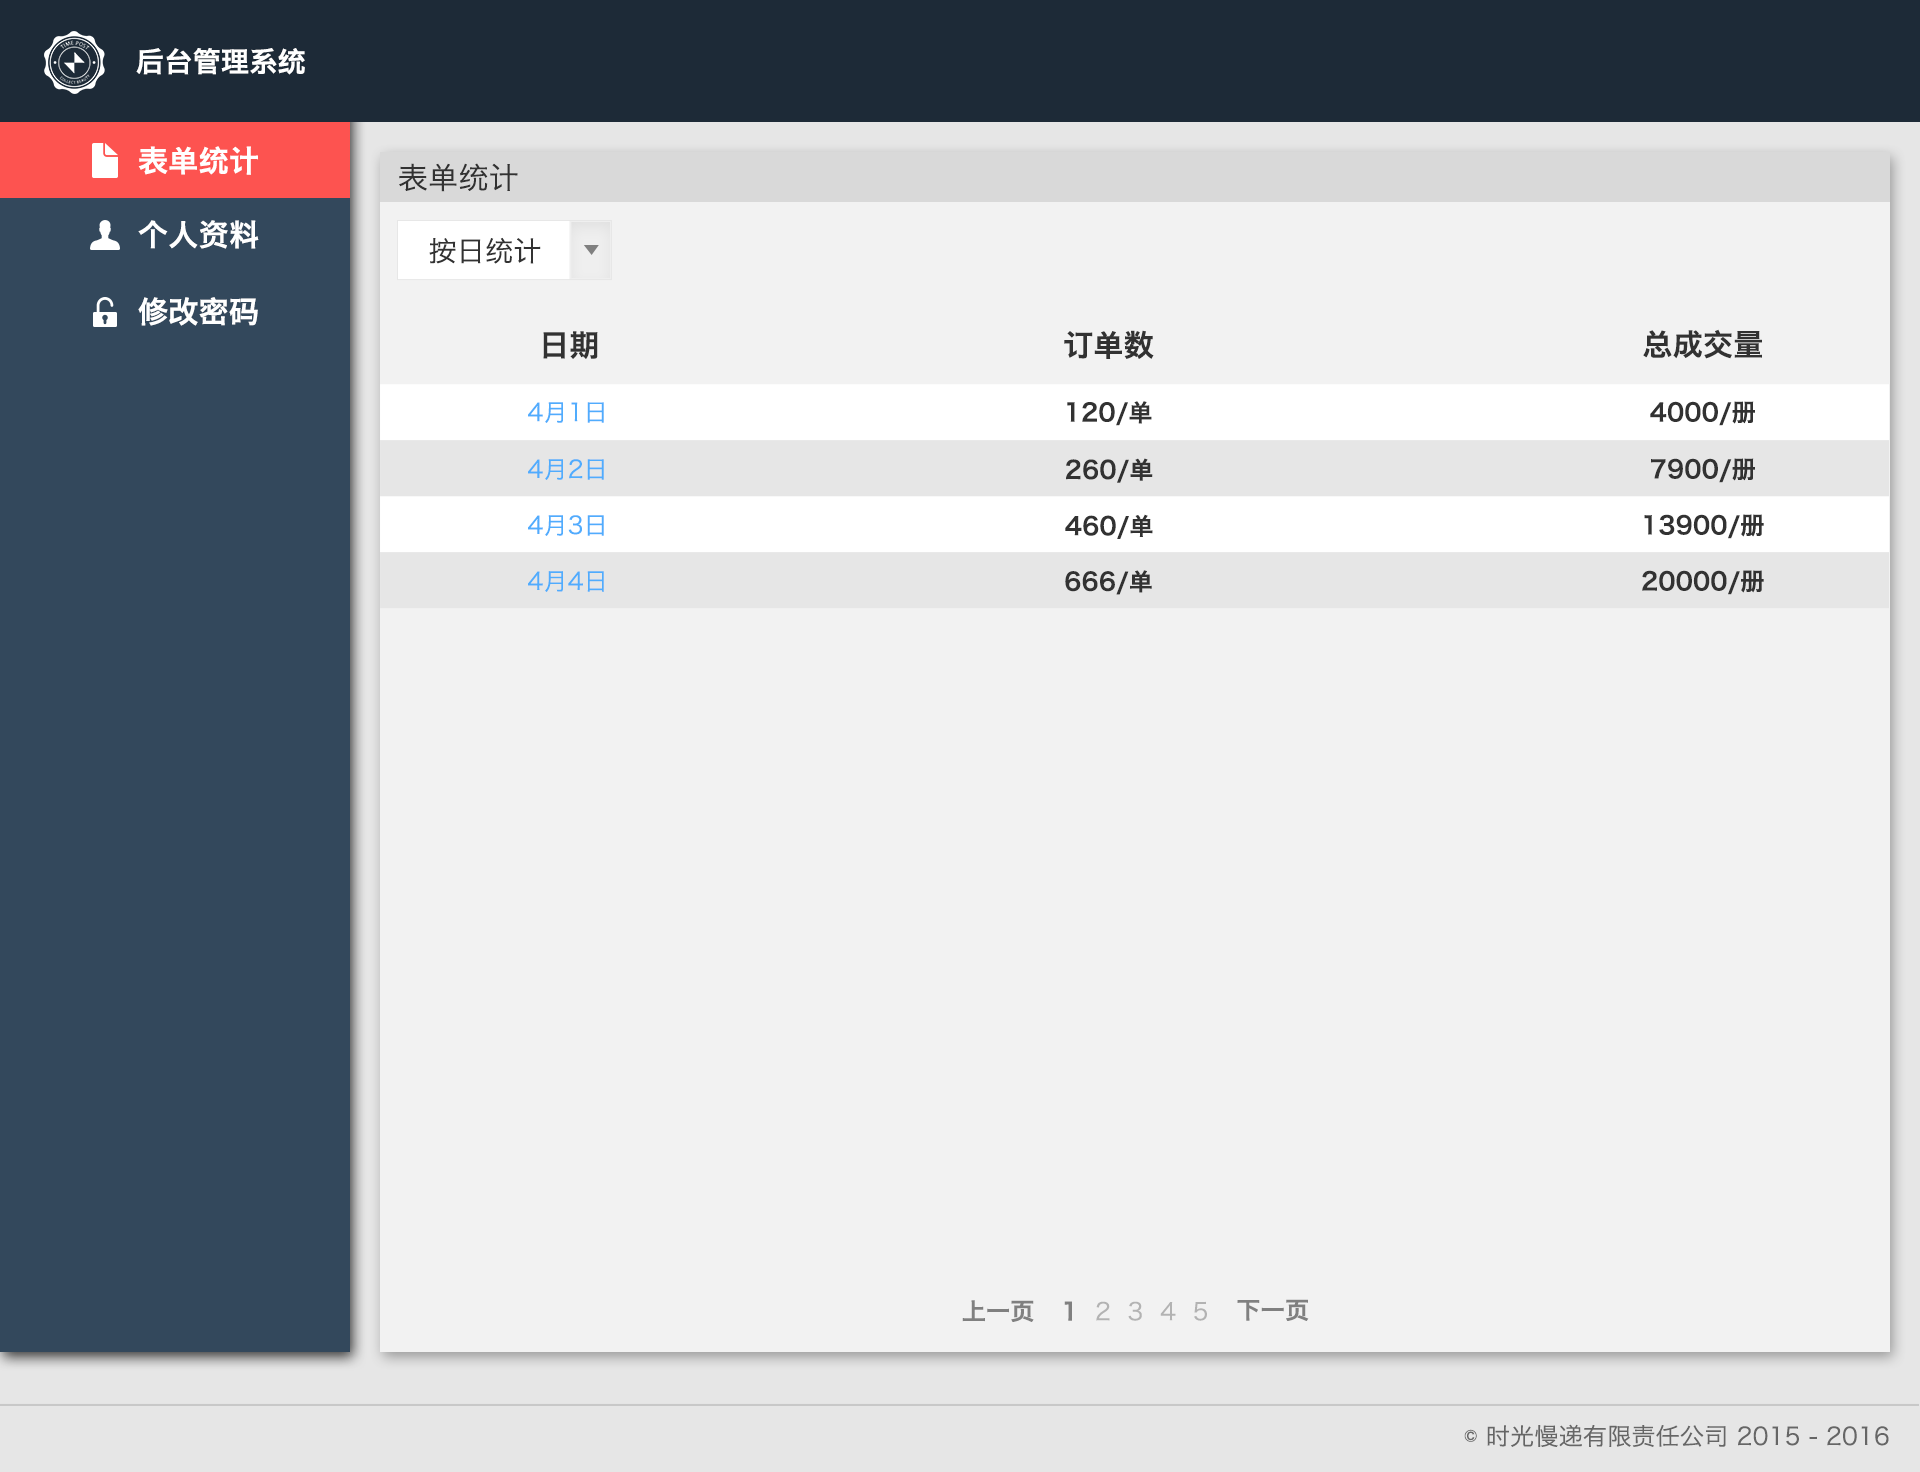 TIME POST
后台管理系统
表单统计
个人资料
修改密码
表单统计
按日统计
日期 订单数 总成交量
4月1日 120/单 4000/册
4月2日 260/单 7900/册
4月3日 460/单 13900/册
4月4日 666/单 20000/册
上一页 1 2 3 4 5 下一页
© 时光慢递有限责任公司 2015 - 2016